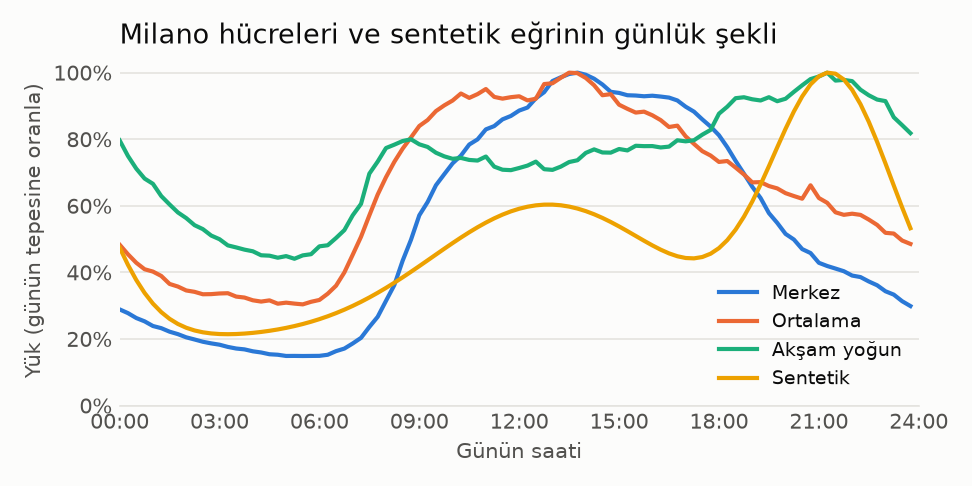 Milano hücreleri ve sentetik eğrinin günlük şekli
Yük (günün tepesine oranla)
100%
80%
60%
40%
20%
0%
00:00 03:00 06:00 09:00 12:00 15:00 18:00 21:00 24:00
Günün saati
Merkez
Ortalama
Akşam yoğun
Sentetik